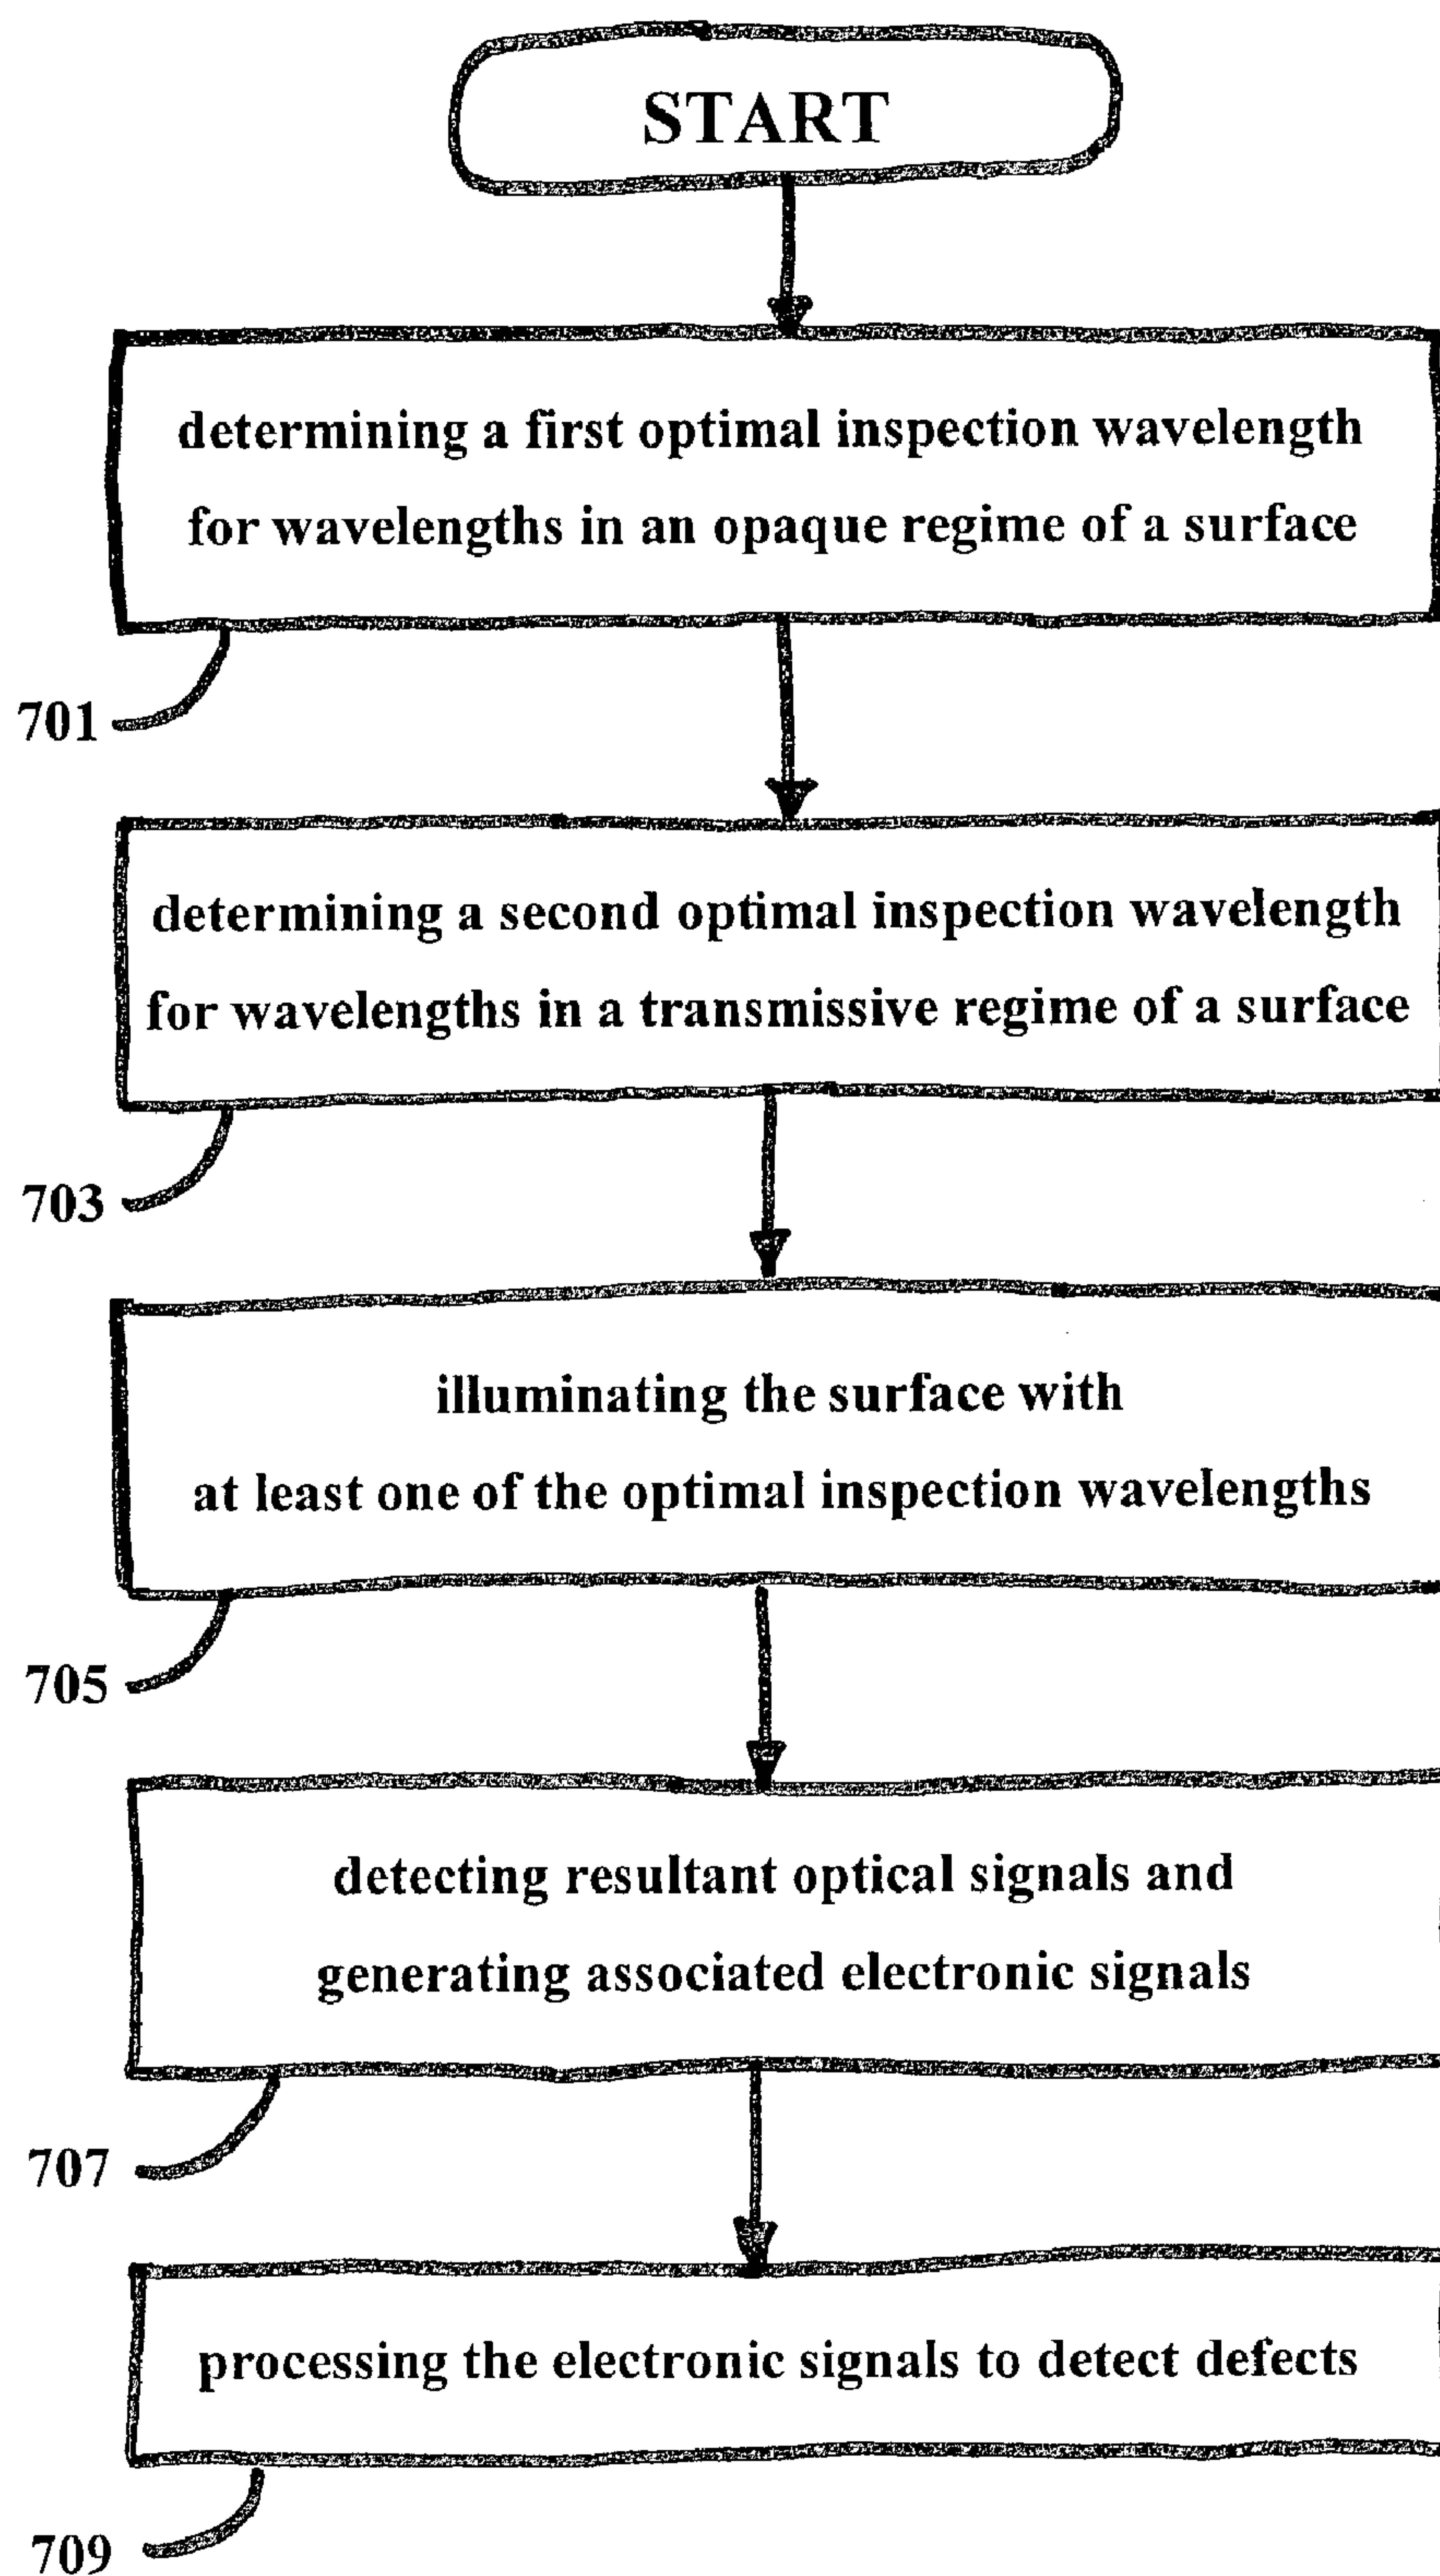 START
determining a first optimal inspection wavelength
for wavelengths in an opaque regime of a surface
701
determining a second optimal inspection wavelength
for wavelengths in a transmissive regime of a surface
703
illuminating the surface with
at least one of the optimal inspection wavelengths
705
detecting resultant optical signals and
generating associated electronic signals
707
processing the electronic signals to detect defects
709